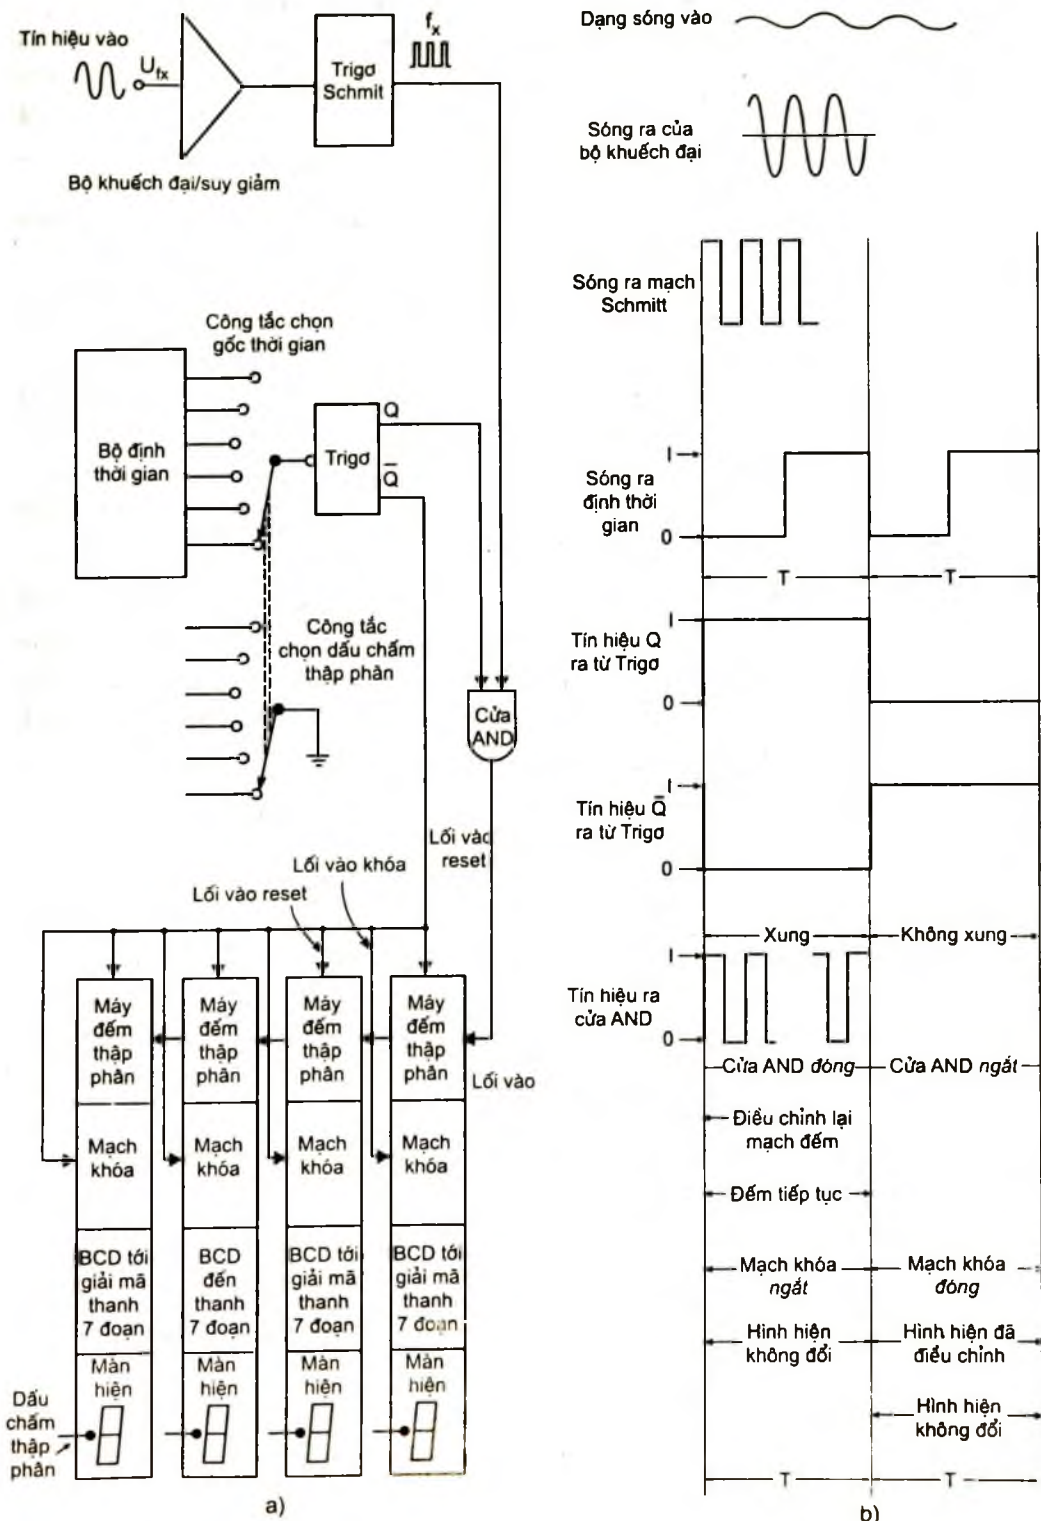 Tín hiệu vào
U_fx
Bộ khuếch đại/suy giảm
Trigơ
Schmit
f_x
Công tắc chọn
gốc thời gian
Bộ định
thời gian
Trigơ
Q
Q̅
Công tắc
chọn dấu chấm
thập phân
Cửa
AND
Lối vào
reset
Lối vào khóa
Lối vào reset
Máy
đếm
thập
phân
Máy
đếm
thập
phân
Máy
đếm
thập
phân
Máy
đếm
thập
phân
Lối vào
Mạch
khóa
Mạch
khóa
Mạch
khóa
Mạch
khóa
BCD tới
giải mã
thanh
7 đoạn
BCD
đến
thanh
7 đoạn
BCD tới
giải mã
thanh
7 đoạn
BCD tới
giải mã
thanh
7 đoạn
Màn
hiện
Màn
hiện
Màn
hiện
Màn
hiện
Dấu
chấm
thập
phân
a)
Dạng sóng vào
Sóng ra của
bộ khuếch đại
Sóng ra mạch
Schmitt
Sóng ra
định thời
gian
I
0
T
T
Tín hiệu Q
ra từ Trigơ
I
0
Tín hiệu Q̅
ra từ Trigơ
I
0
Xung
Không xung
Tín hiệu ra
cửa AND
I
0
Cửa AND đóng
Cửa AND ngắt
Điều chỉnh lại
mạch đếm
Đếm tiếp tục
Mạch khóa
ngắt
Mạch khóa
đóng
Hình hiện
không đổi
Hình hiện đã
điều chỉnh
Hình hiện
không đổi
T
T
b)